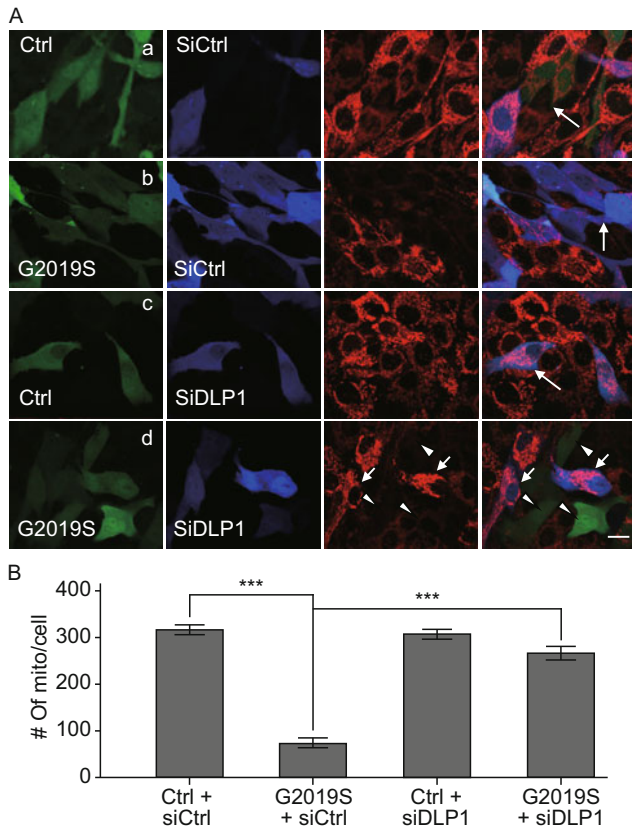 A
Ctrl a SiCtrl
b
G2019S SiCtrl
c
Ctrl SiDLP1
d
G2019S SiDLP1
B
# Of mito/cell
400
300
300
100
0
***
***
Ctrl + siCtrl
G2019S + siCtrl
Ctrl + siDLP1
G2019S + siDLP1